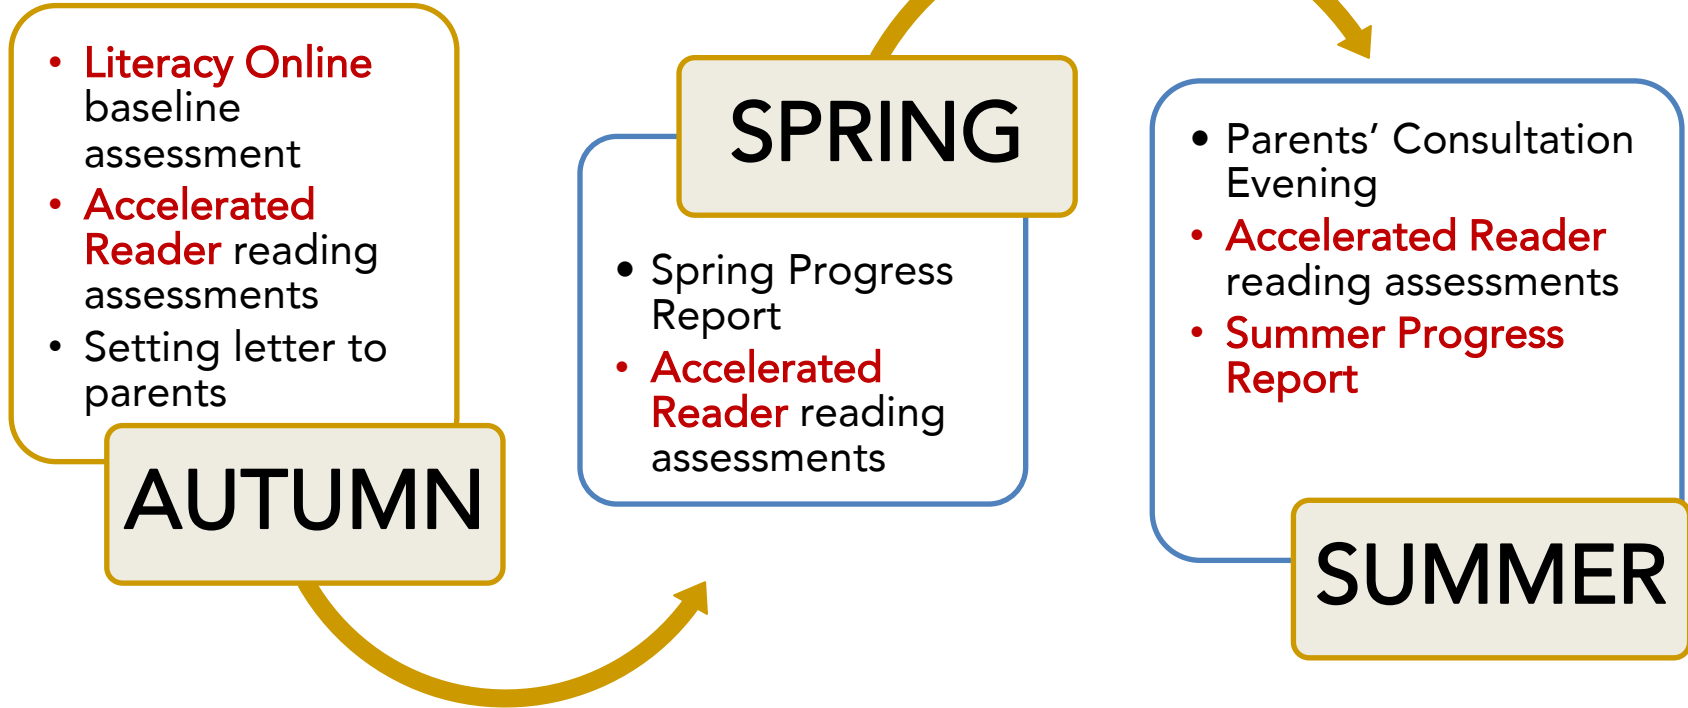 • Literacy Online
baseline
assessment
• Accelerated
Reader reading
assessments
• Setting letter to
parents
AUTUMN
SPRING
• Spring Progress
Report
• Accelerated
Reader reading
assessments
• Parents’ Consultation
Evening
• Accelerated Reader
reading assessments
• Summer Progress
Report
SUMMER